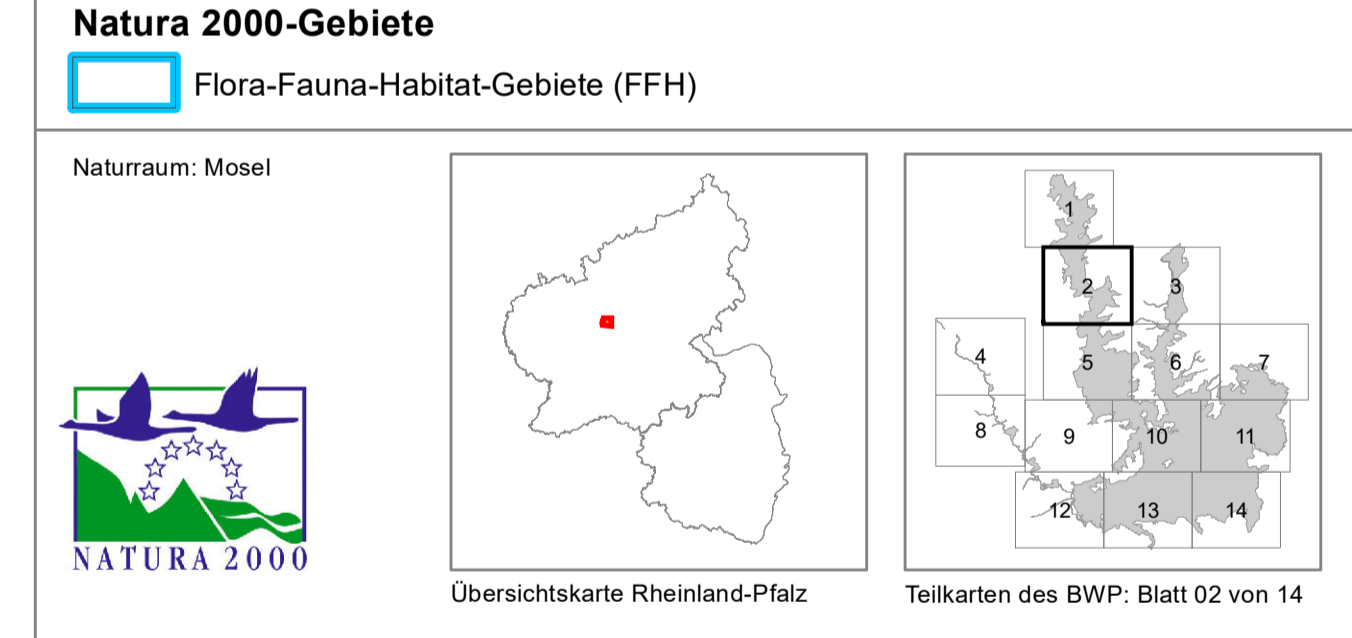 Natura 2000-Gebiete
Flora-Fauna-Habitat-Gebiete (FFH)
Naturraum: Mosel
NATURA 2000
Übersichtskarte Rheinland-Pfalz
1
2
3
4
5
6
7
8
9
10
11
12
13
14
Teilkarten des BWP: Blatt 02 von 14